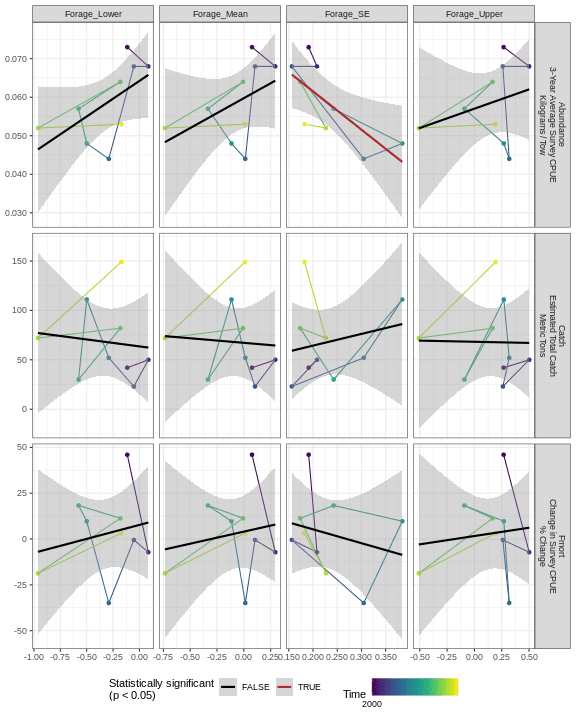 Forage_Lower Forage_Mean Forage_SE Forage_Upper
0.070
0.060
0.050
0.040
0.030
Abundance
3-Year Average Survey CPUE
Kilograms / Tow
150
100
50
0
Catch
Estimated Total Catch
Metric Tons
50
25
0
-25
-50
Fmort
Change in Survey CPUE
% Change
-1.00 -0.75 -0.50 -0.25 0.00 -0.75 -0.50 -0.25 0.00 0.25 0.150 0.200 0.250 0.300 0.350 -0.50 -0.25 0.00 0.25 0.50
Statistically significant
(p < 0.05)
FALSE TRUE
Time
2000